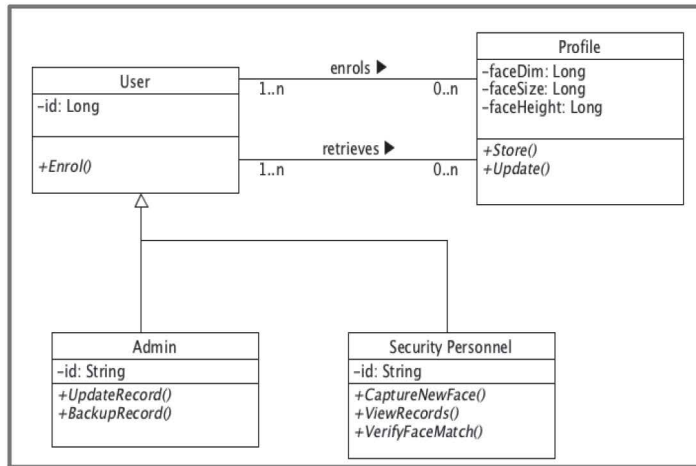 User
–id: Long
+Enrol()
enrols ▶
1..n
0..n
retrieves ▶
1..n
0..n
Profile
–faceDim: Long
–faceSize: Long
–faceHeight: Long
+Store()
+Update()
Admin
–id: String
+UpdateRecord()
+BackupRecord()
Security Personnel
–id: String
+CaptureNewFace()
+ViewRecords()
+VerifyFaceMatch()